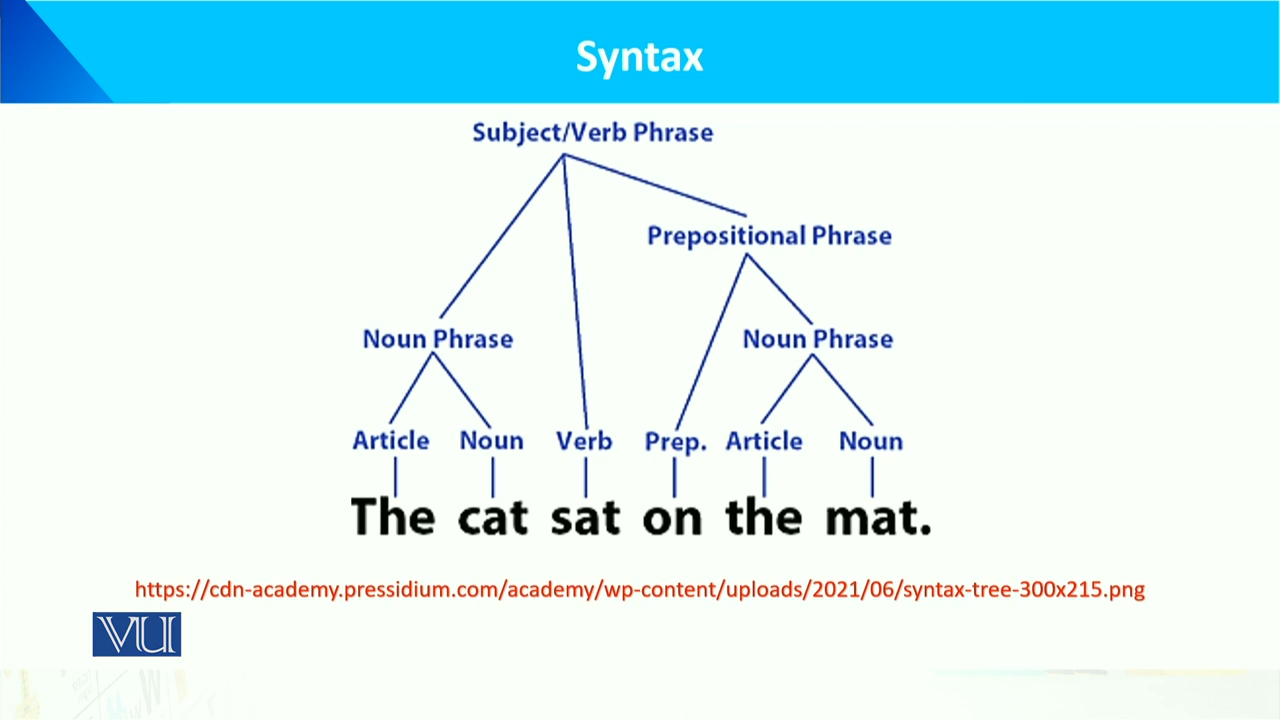 Syntax
Subject/Verb Phrase
Prepositional Phrase
Noun Phrase Noun Phrase
Article Noun Verb Prep. Article Noun
The cat sat on the mat.
https://cdn-academy.pressidium.com/academy/wp-content/uploads/2021/06/syntax-tree-300x215.png
VU